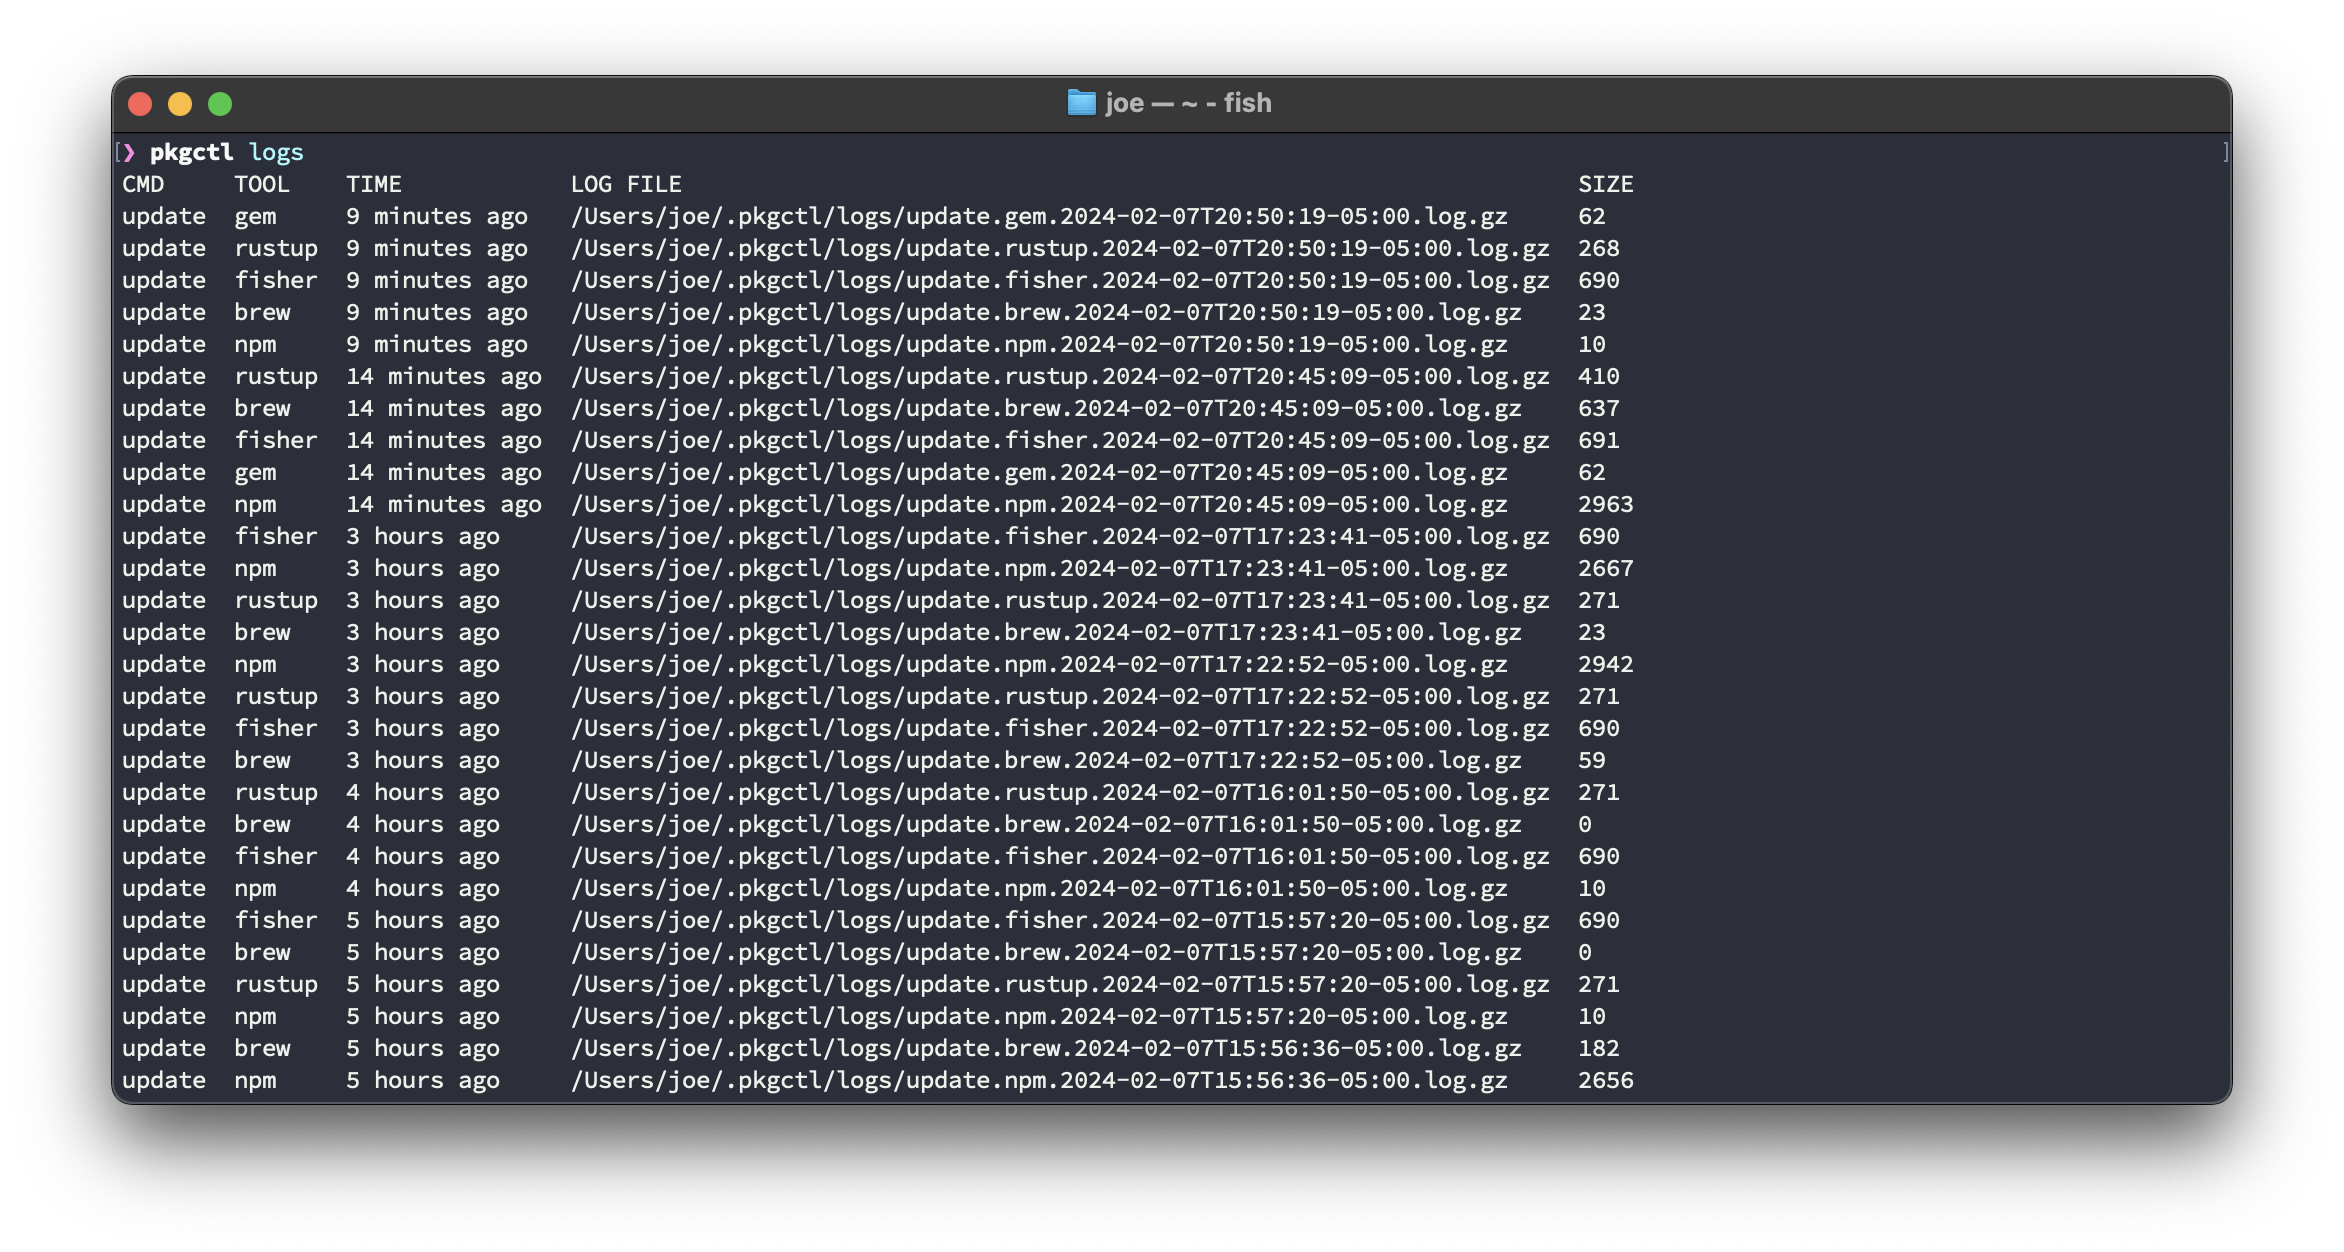 joe — ~ - fish
[❯ pkgctl logs ]
CMD     TOOL    TIME            LOG FILE                                                        SIZE
update  gem     9 minutes ago   /Users/joe/.pkgctl/logs/update.gem.2024-02-07T20:50:19-05:00.log.gz     62
update  rustup  9 minutes ago   /Users/joe/.pkgctl/logs/update.rustup.2024-02-07T20:50:19-05:00.log.gz  268
update  fisher  9 minutes ago   /Users/joe/.pkgctl/logs/update.fisher.2024-02-07T20:50:19-05:00.log.gz  690
update  brew    9 minutes ago   /Users/joe/.pkgctl/logs/update.brew.2024-02-07T20:50:19-05:00.log.gz    23
update  npm     9 minutes ago   /Users/joe/.pkgctl/logs/update.npm.2024-02-07T20:50:19-05:00.log.gz     10
update  rustup  14 minutes ago  /Users/joe/.pkgctl/logs/update.rustup.2024-02-07T20:45:09-05:00.log.gz  410
update  brew    14 minutes ago  /Users/joe/.pkgctl/logs/update.brew.2024-02-07T20:45:09-05:00.log.gz    637
update  fisher  14 minutes ago  /Users/joe/.pkgctl/logs/update.fisher.2024-02-07T20:45:09-05:00.log.gz  691
update  gem     14 minutes ago  /Users/joe/.pkgctl/logs/update.gem.2024-02-07T20:45:09-05:00.log.gz     62
update  npm     14 minutes ago  /Users/joe/.pkgctl/logs/update.npm.2024-02-07T20:45:09-05:00.log.gz     2963
update  fisher  3 hours ago     /Users/joe/.pkgctl/logs/update.fisher.2024-02-07T17:23:41-05:00.log.gz  690
update  npm     3 hours ago     /Users/joe/.pkgctl/logs/update.npm.2024-02-07T17:23:41-05:00.log.gz     2667
update  rustup  3 hours ago     /Users/joe/.pkgctl/logs/update.rustup.2024-02-07T17:23:41-05:00.log.gz  271
update  brew    3 hours ago     /Users/joe/.pkgctl/logs/update.brew.2024-02-07T17:23:41-05:00.log.gz    23
update  npm     3 hours ago     /Users/joe/.pkgctl/logs/update.npm.2024-02-07T17:22:52-05:00.log.gz     2942
update  rustup  3 hours ago     /Users/joe/.pkgctl/logs/update.rustup.2024-02-07T17:22:52-05:00.log.gz  271
update  fisher  3 hours ago     /Users/joe/.pkgctl/logs/update.fisher.2024-02-07T17:22:52-05:00.log.gz  690
update  brew    3 hours ago     /Users/joe/.pkgctl/logs/update.brew.2024-02-07T17:22:52-05:00.log.gz    59
update  rustup  4 hours ago     /Users/joe/.pkgctl/logs/update.rustup.2024-02-07T16:01:50-05:00.log.gz  271
update  brew    4 hours ago     /Users/joe/.pkgctl/logs/update.brew.2024-02-07T16:01:50-05:00.log.gz    0
update  fisher  4 hours ago     /Users/joe/.pkgctl/logs/update.fisher.2024-02-07T16:01:50-05:00.log.gz  690
update  npm     4 hours ago     /Users/joe/.pkgctl/logs/update.npm.2024-02-07T16:01:50-05:00.log.gz     10
update  fisher  5 hours ago     /Users/joe/.pkgctl/logs/update.fisher.2024-02-07T15:57:20-05:00.log.gz  690
update  brew    5 hours ago     /Users/joe/.pkgctl/logs/update.brew.2024-02-07T15:57:20-05:00.log.gz    0
update  rustup  5 hours ago     /Users/joe/.pkgctl/logs/update.rustup.2024-02-07T15:57:20-05:00.log.gz  271
update  npm     5 hours ago     /Users/joe/.pkgctl/logs/update.npm.2024-02-07T15:57:20-05:00.log.gz     10
update  brew    5 hours ago     /Users/joe/.pkgctl/logs/update.brew.2024-02-07T15:56:36-05:00.log.gz    182
update  npm     5 hours ago     /Users/joe/.pkgctl/logs/update.npm.2024-02-07T15:56:36-05:00.log.gz     2656